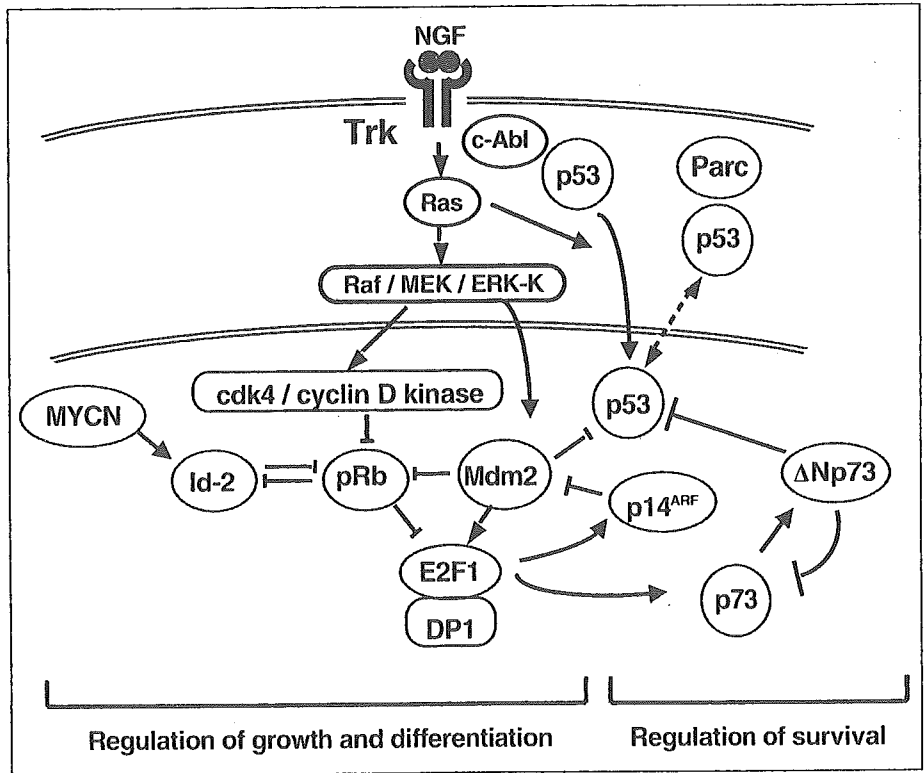 NGF
Trk
c-Abl
p53
Parc
p53
Ras
Raf / MEK / ERK-K
cdk4 / cyclin D kinase
p53
MYCN
Id-2
pRb
Mdm2
p14ARF
ΔNp73
E2F1
DP1
p73
Regulation of growth and differentiation
Regulation of survival